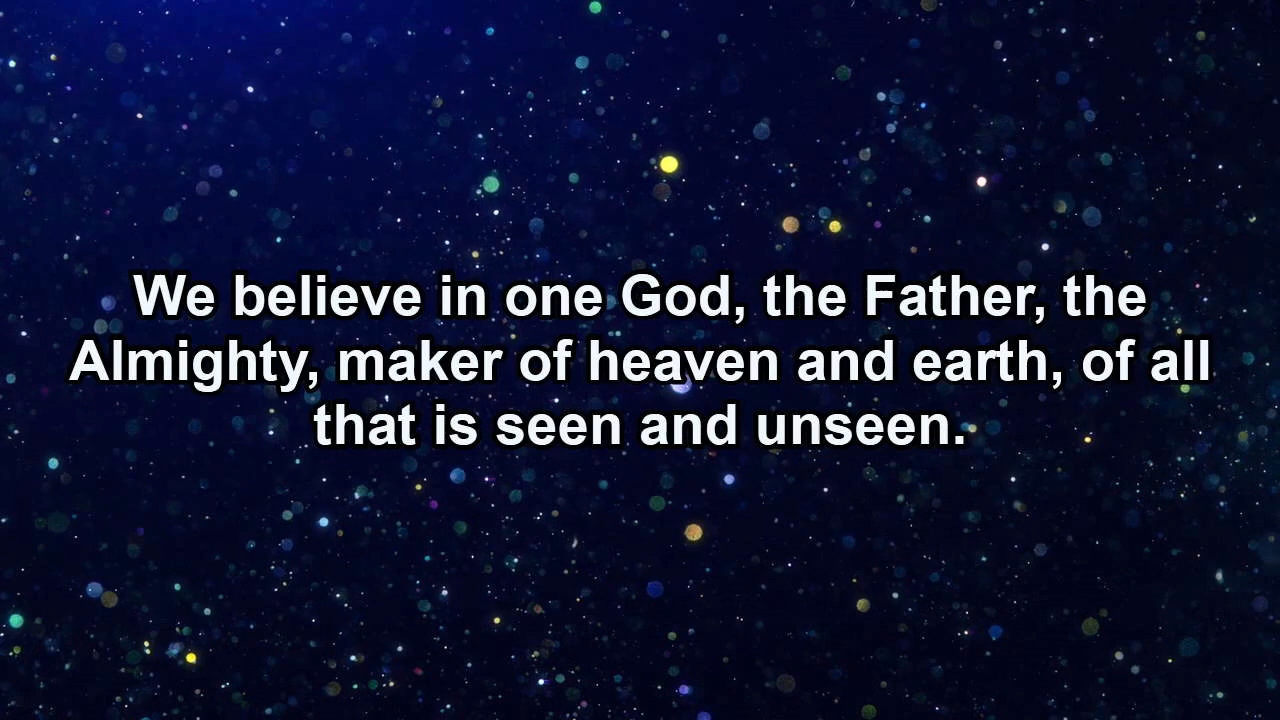 We believe in one God, the Father, the
Almighty, maker of heaven and earth, of all
that is seen and unseen.